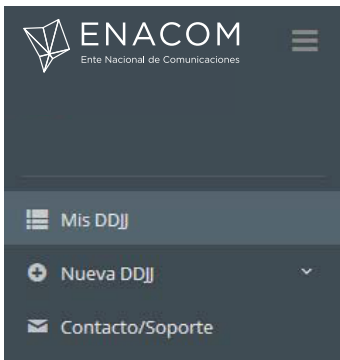 ENACOM
Ente Nacional de Comunicaciones
Mis DDJJ
Nueva DDJJ
Contacto/Soporte